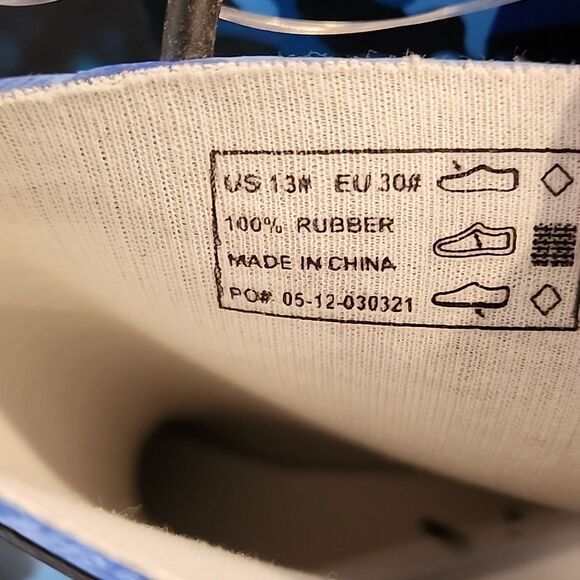 US 13# EU 30#
100% RUBBER
MADE IN CHINA
PO# 05-12-030321